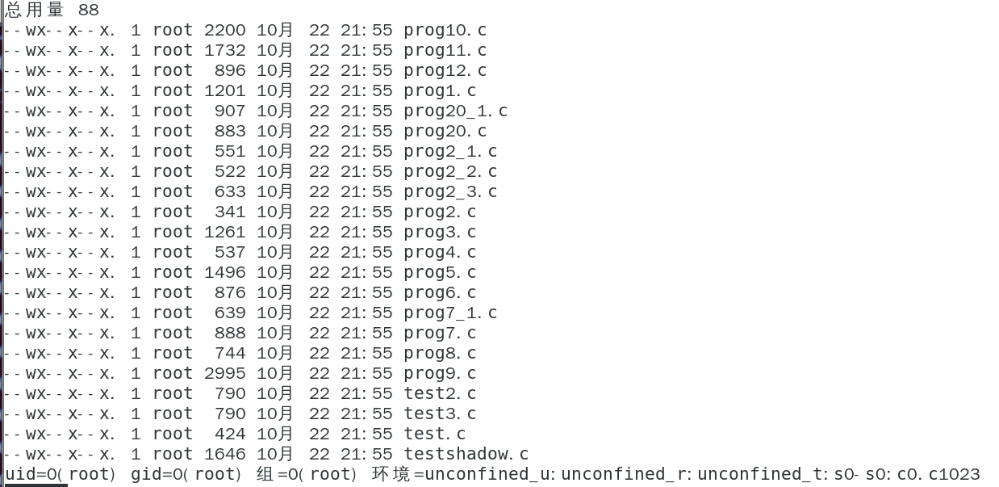 总用量 88
--wx--x--x. 1 root 2200 10月 22 21:55 prog10.c
--wx--x--x. 1 root 1732 10月 22 21:55 prog11.c
--wx--x--x. 1 root 896 10月 22 21:55 prog12.c
--wx--x--x. 1 root 1201 10月 22 21:55 prog1.c
--wx--x--x. 1 root 907 10月 22 21:55 prog20_1.c
--wx--x--x. 1 root 883 10月 22 21:55 prog20.c
--wx--x--x. 1 root 551 10月 22 21:55 prog2_1.c
--wx--x--x. 1 root 522 10月 22 21:55 prog2_2.c
--wx--x--x. 1 root 633 10月 22 21:55 prog2_3.c
--wx--x--x. 1 root 341 10月 22 21:55 prog2.c
--wx--x--x. 1 root 1261 10月 22 21:55 prog3.c
--wx--x--x. 1 root 537 10月 22 21:55 prog4.c
--wx--x--x. 1 root 1496 10月 22 21:55 prog5.c
--wx--x--x. 1 root 876 10月 22 21:55 prog6.c
--wx--x--x. 1 root 639 10月 22 21:55 prog7_1.c
--wx--x--x. 1 root 888 10月 22 21:55 prog7.c
--wx--x--x. 1 root 744 10月 22 21:55 prog8.c
--wx--x--x. 1 root 2995 10月 22 21:55 prog9.c
--wx--x--x. 1 root 790 10月 22 21:55 test2.c
--wx--x--x. 1 root 790 10月 22 21:55 test3.c
--wx--x--x. 1 root 424 10月 22 21:55 test.c
--wx--x--x. 1 root 1646 10月 22 21:55 testshadow.c
uid=0(root) gid=0(root) 组=0(root) 环境=unconfined_u:unconfined_r:unconfined_t:s0-s0:c0.c1023